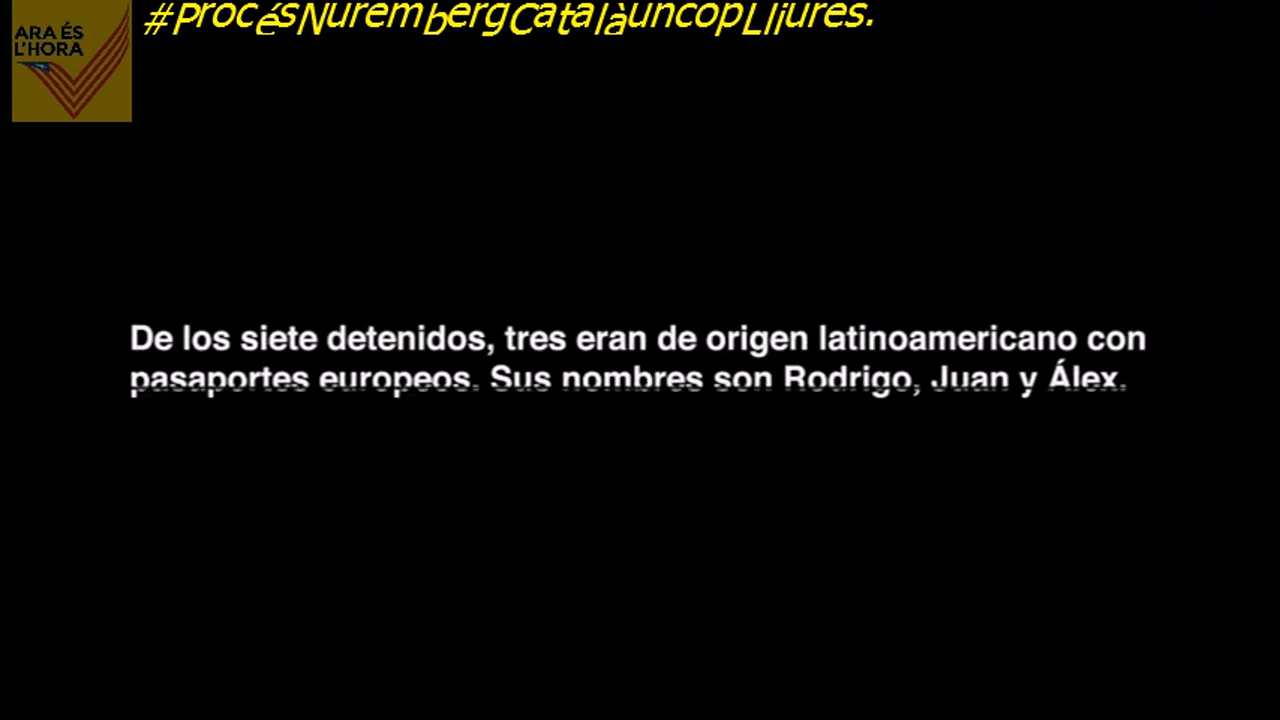 #ProcésNurembergCatalàuncopLliures.
ARA ÉS
L'HORA
De los siete detenidos, tres eran de origen latinoamericano con
pasaportes europeos. Sus nombres son Rodrigo, Juan y Álex.